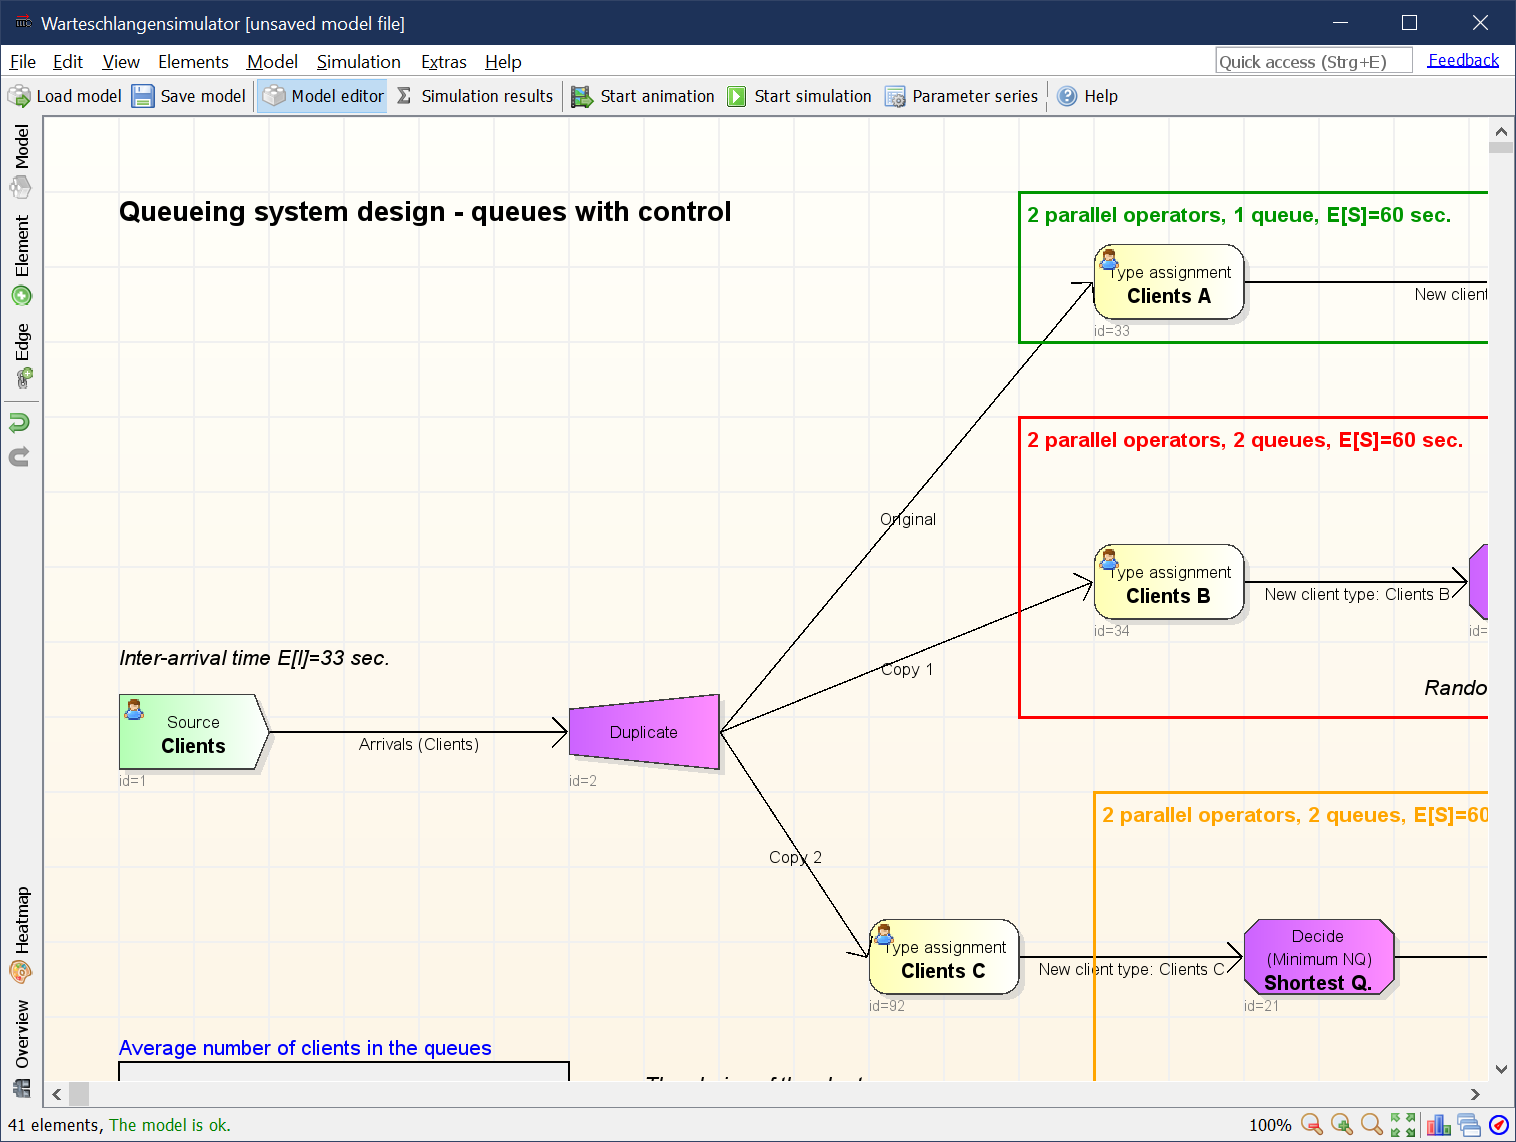 Warteschlangensimulator [unsaved model file]
File Edit View Elements Model Simulation Extras Help
Quick access (Strg+E) Feedback
Load model Save model Model editor Simulation results Start animation Start simulation Parameter series Help
Model
Element
Edge
Heatmap
Overview
Queueing system design - queues with control
2 parallel operators, 1 queue, E[S]=60 sec.
Type assignment
Clients A
New client
id=33
2 parallel operators, 2 queues, E[S]=60 sec.
Original
Type assignment
Clients B
New client type: Clients B
id=34
id=
Copy 1
Inter-arrival time E[I]=33 sec.
Source
Clients
id=1
Arrivals (Clients)
Duplicate
id=2
2 parallel operators, 2 queues, E[S]=60
Copy 2
Type assignment
Clients C
id=92
New client type: Clients C
Decide
(Minimum NQ)
Shortest Q.
id=21
Average number of clients in the queues
41 elements, The model is ok.
100%